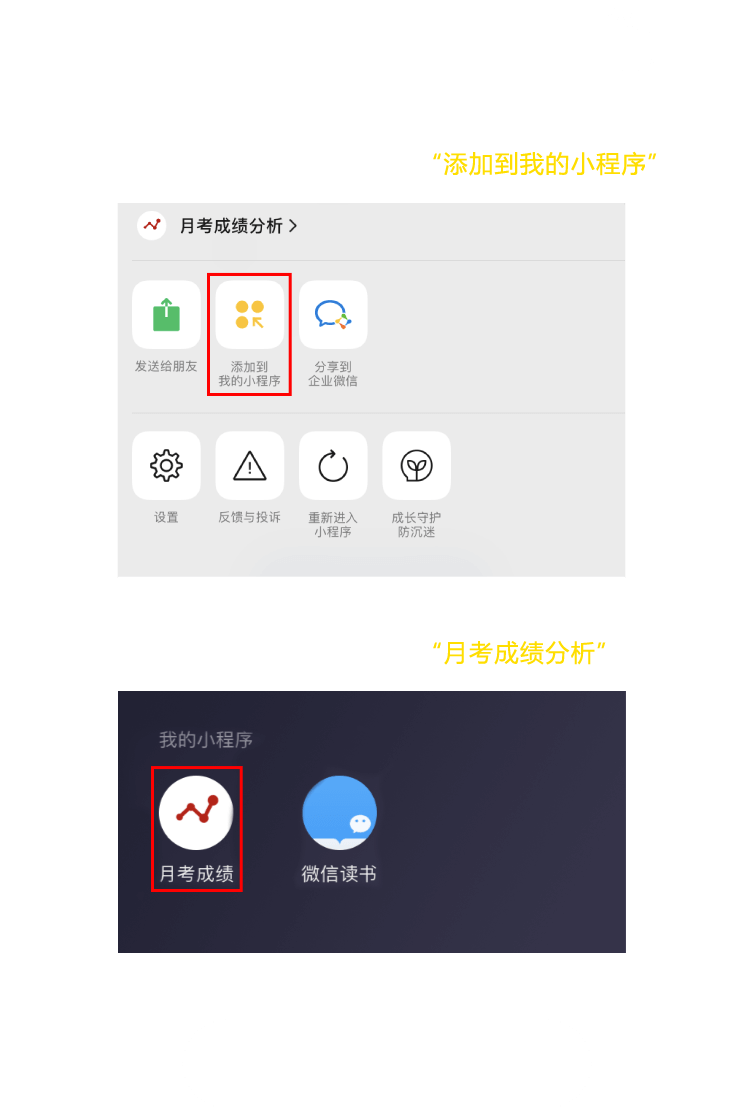 “添加到我的小程序“
月考成绩分析
发送给朋友
添加到
我的小程序
分享到
企业微信
设置
反馈与投诉
重新进入
小程序
成长守护
防沉迷
“月考成绩分析”
我的小程序
月考成绩
微信读书